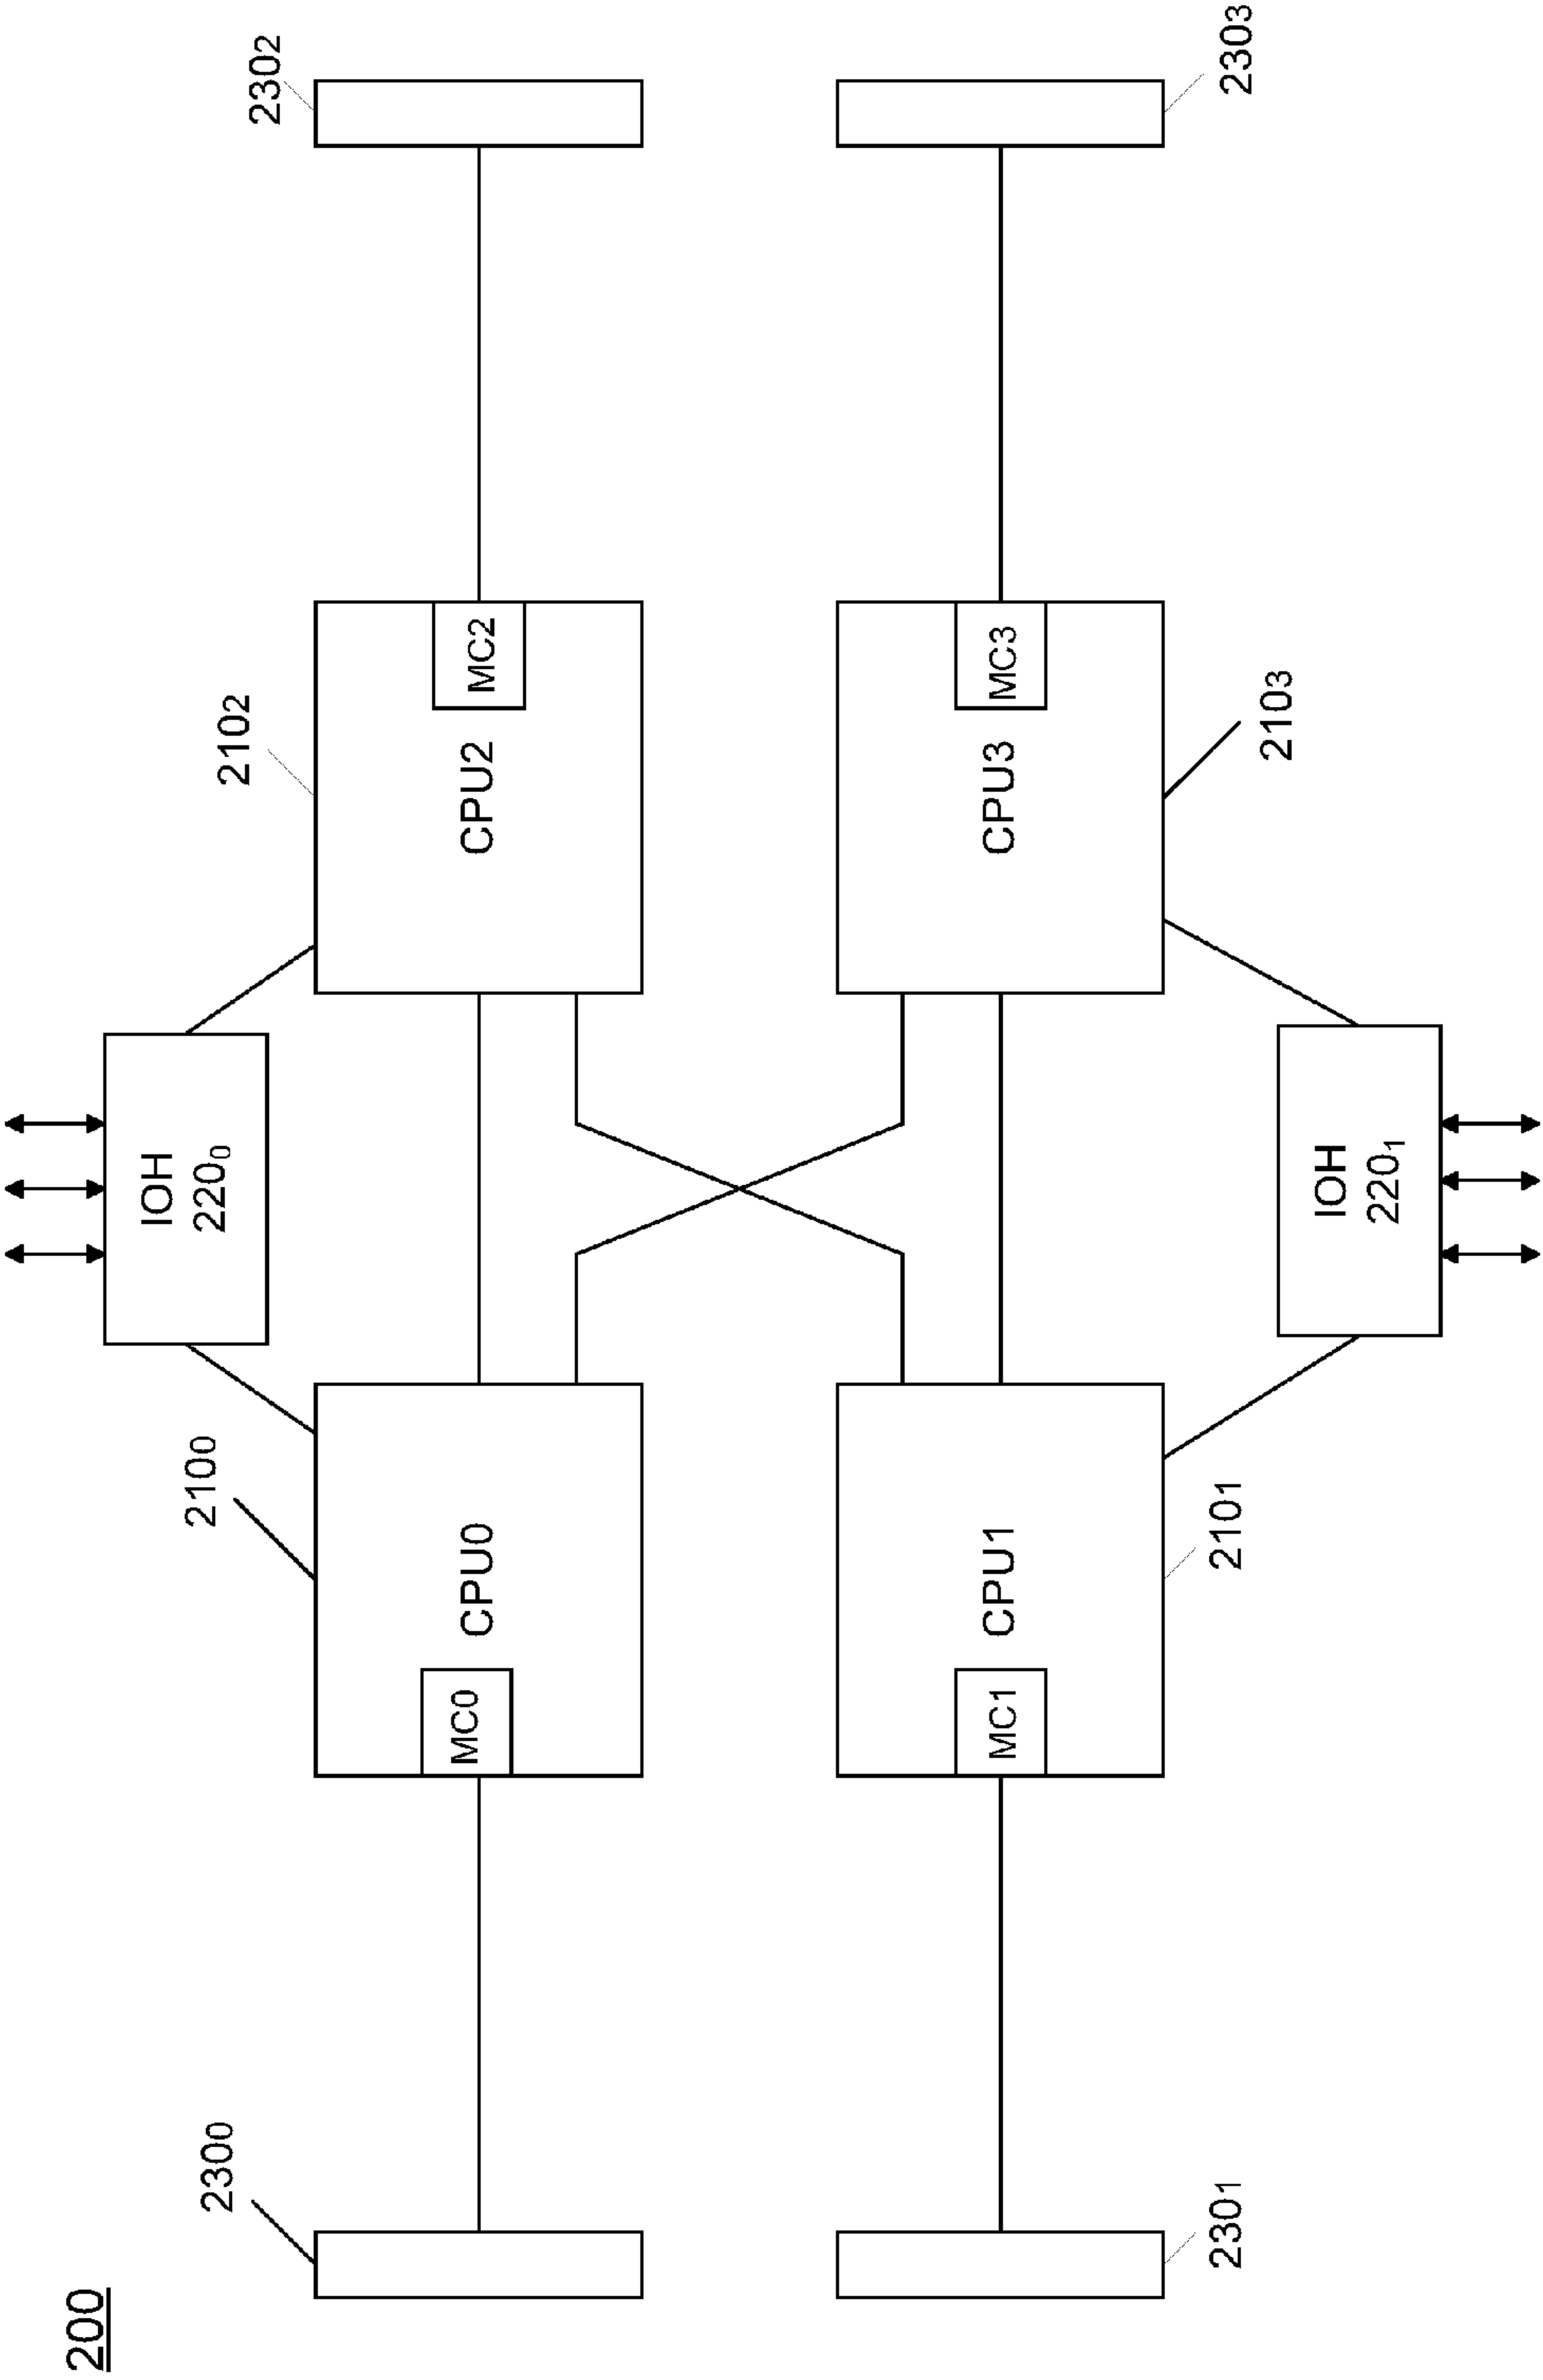 200
IOH
220₀
230₀
210₀
210₂
230₂
MC0
CPU0
CPU2
MC2
MC1
CPU1
CPU3
MC3
230₁
210₁
210₃
230₃
IOH
220₁